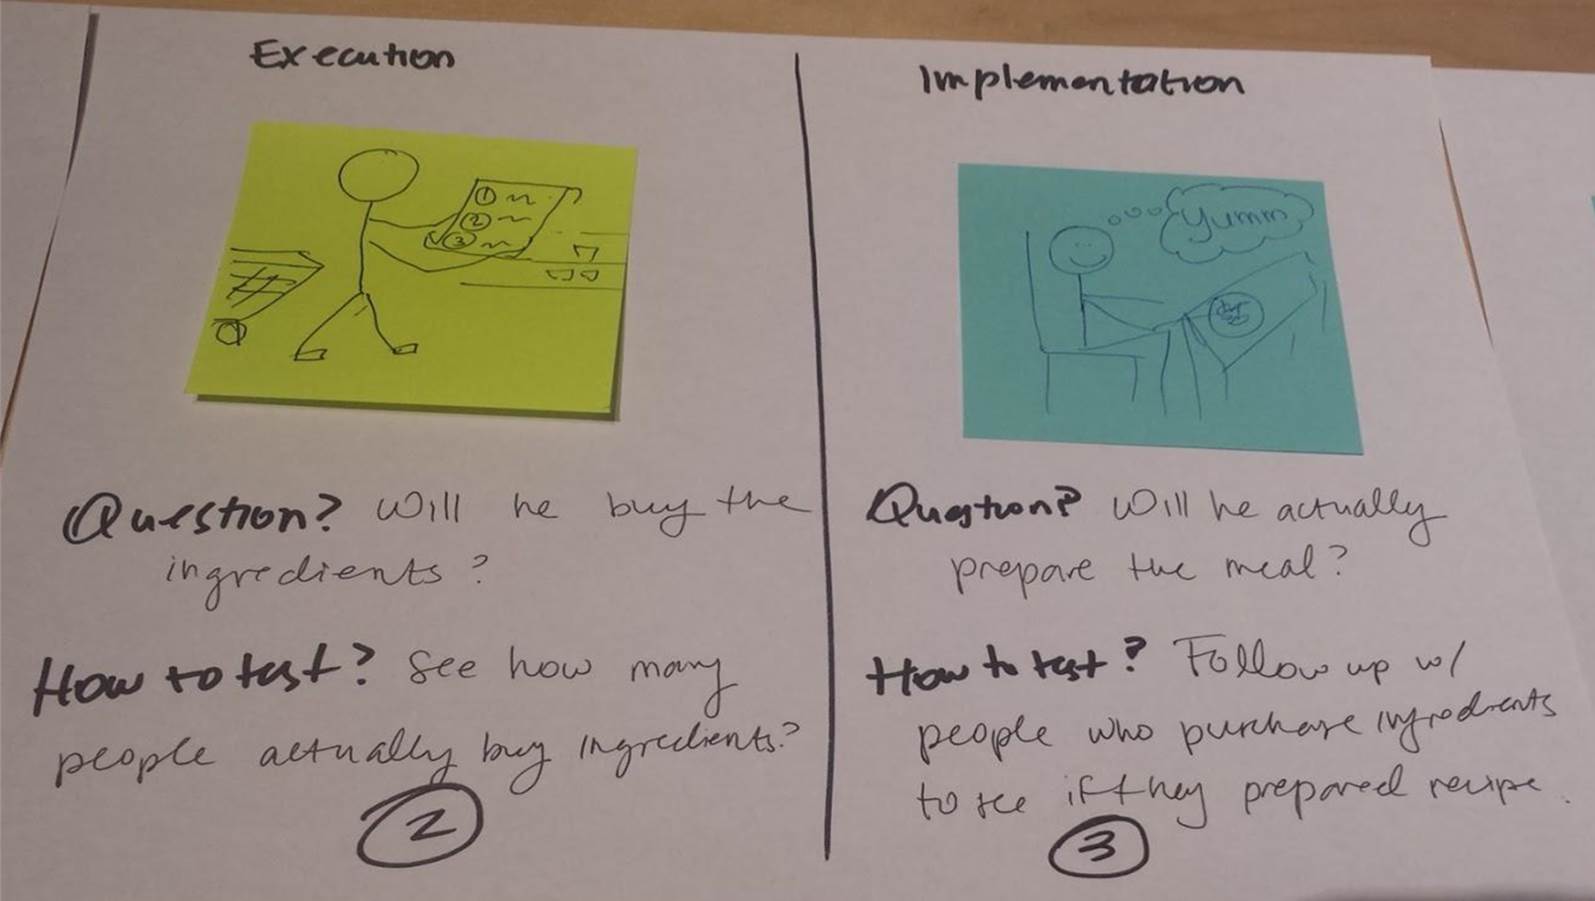 Execution
① ~
② ~
③ ~
Question? Will he buy the
ingredients?
How to test? See how many
people actually buy ingredients?
2
Implementation
Yumm
Question? Will he actually
prepare the meal?
How to test? Follow up w/
people who purchase ingredients
to see if they prepared recipe.
3